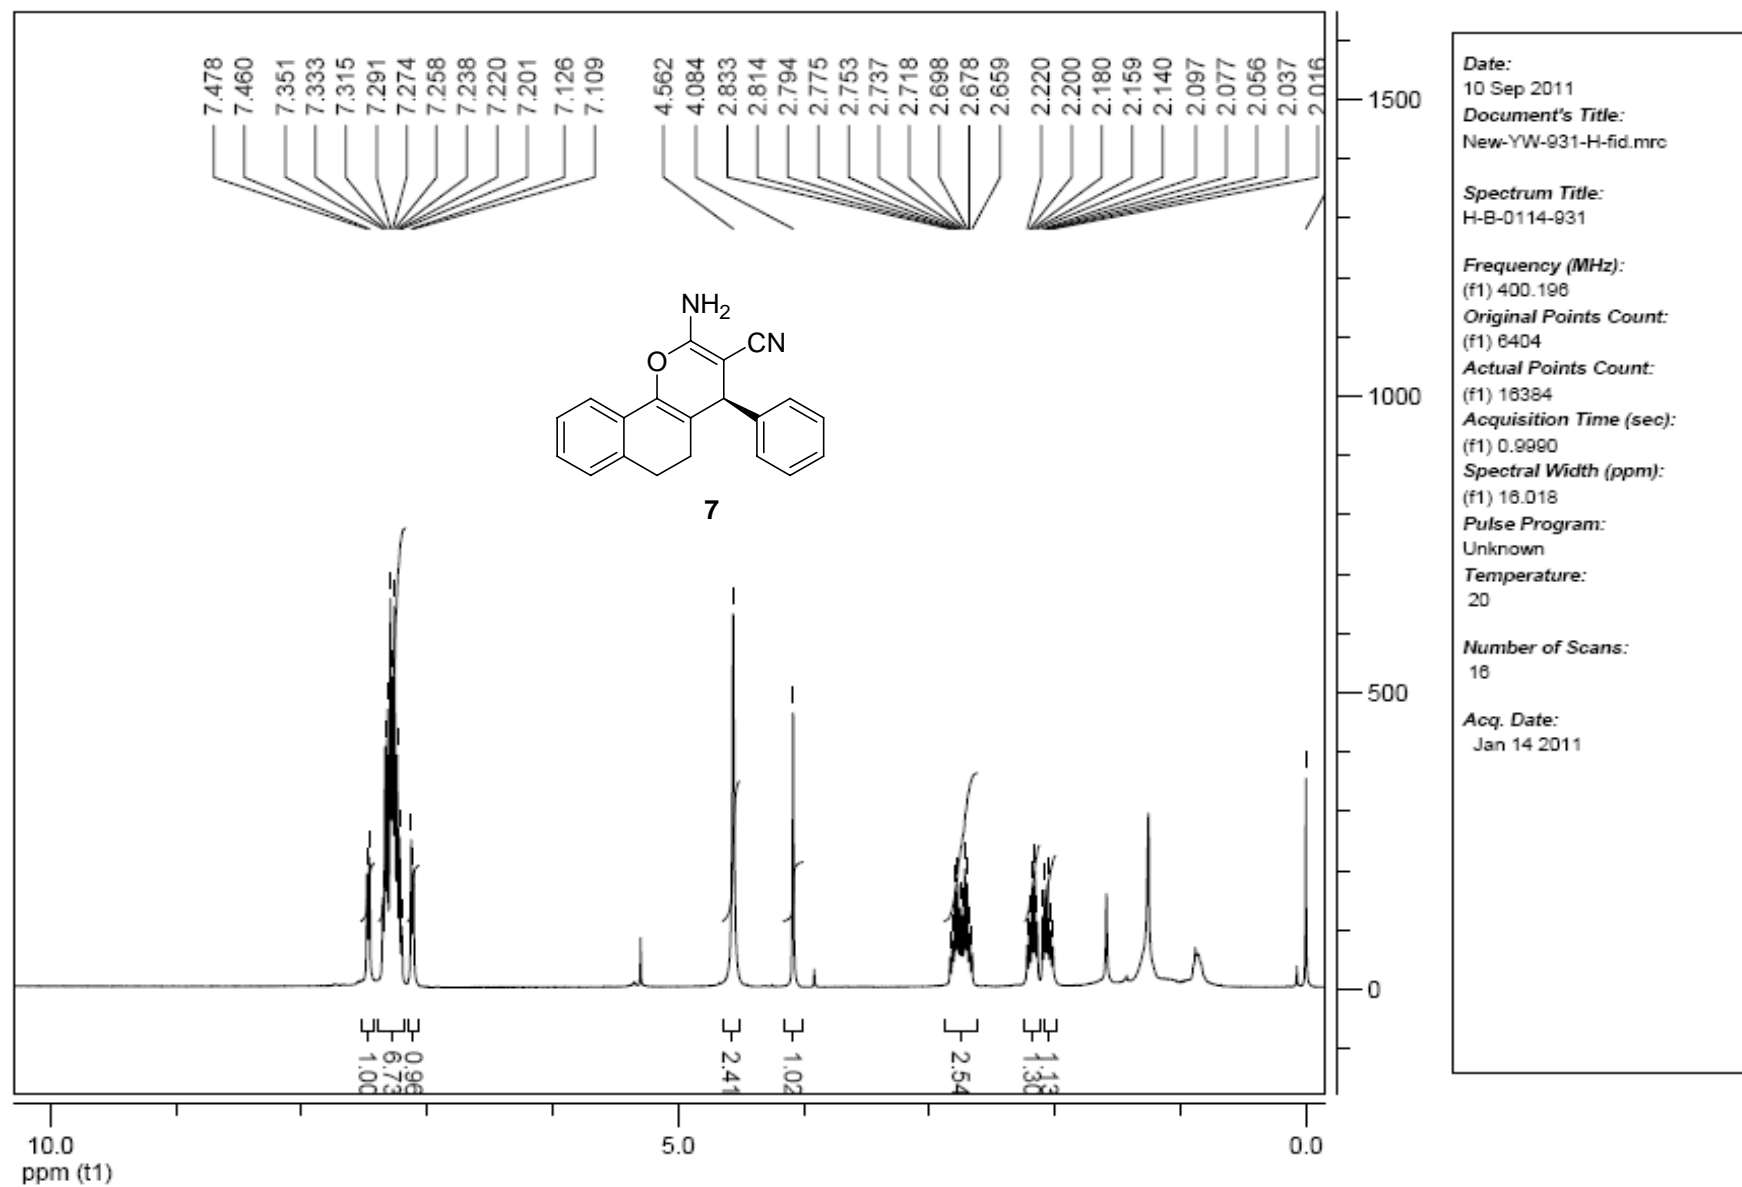 7.478
7.460
7.351
7.333
7.315
7.291
7.274
7.258
7.238
7.220
7.201
7.126
7.109
4.562
4.084
2.833
2.814
2.794
2.775
2.753
2.737
2.718
2.698
2.678
2.659
2.220
2.200
2.180
2.159
2.140
2.097
2.077
2.056
2.037
2.016
1500
1000
500
0
NH2
CN
O
7
1.00
6.73
0.96
2.41
1.02
2.54
1.30
1.13
10.0
5.0
0.0
ppm (t1)
Date:
10 Sep 2011
Document's Title:
New-YW-931-H-fid.mrc
Spectrum Title:
H-B-0114-931
Frequency (MHz):
(f1) 400.196
Original Points Count:
(f1) 6404
Actual Points Count:
(f1) 16384
Acquisition Time (sec):
(f1) 0.9990
Spectral Width (ppm):
(f1) 16.018
Pulse Program:
Unknown
Temperature:
20
Number of Scans:
16
Acq. Date:
Jan 14 2011